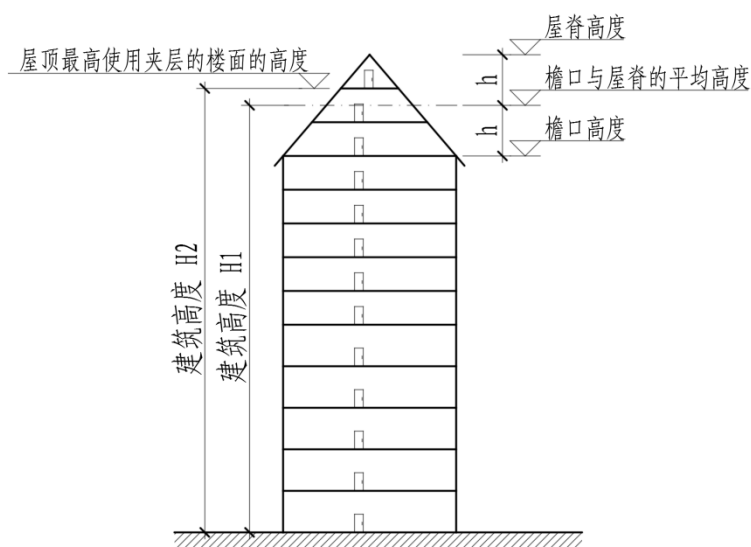 屋脊高度
屋顶最高使用夹层的楼面的高度
h
檐口与屋脊的平均高度
h
檐口高度
建筑高度 H2
建筑高度 H1